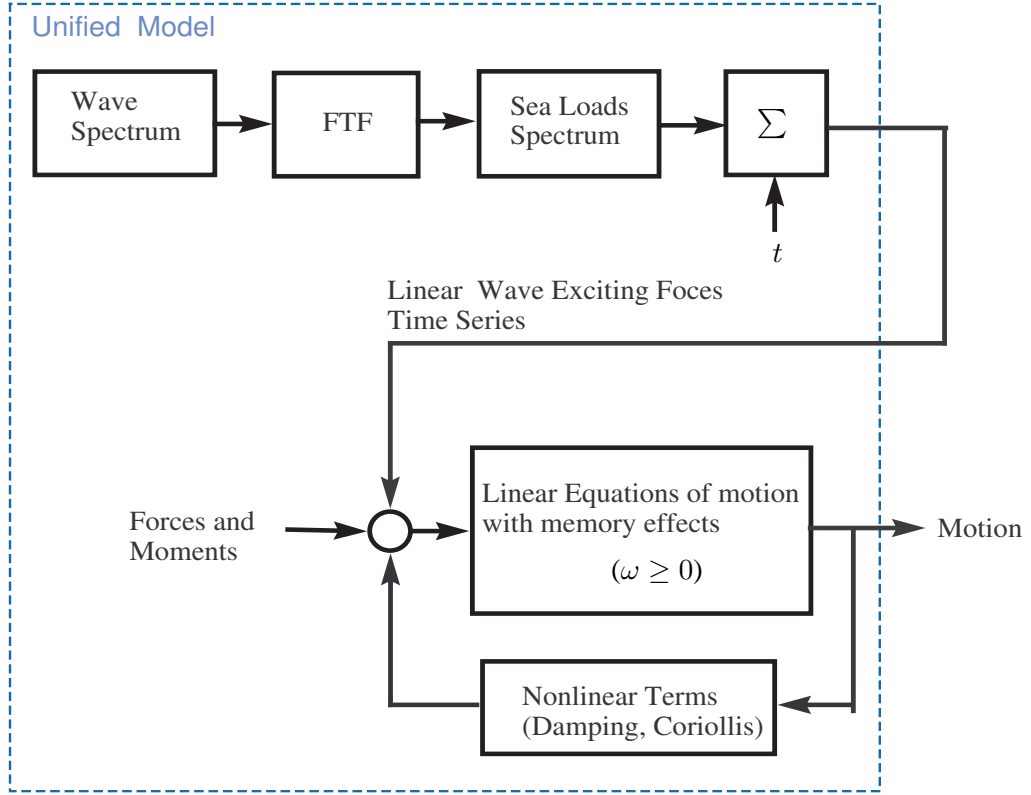 Unified Model
Wave
Spectrum
FTF
Sea Loads
Spectrum
∑
t
Linear Wave Exciting Foces
Time Series
Forces and
Moments
Linear Equations of motion
with memory effects
(ω ≥ 0)
Motion
Nonlinear Terms
(Damping, Coriollis)